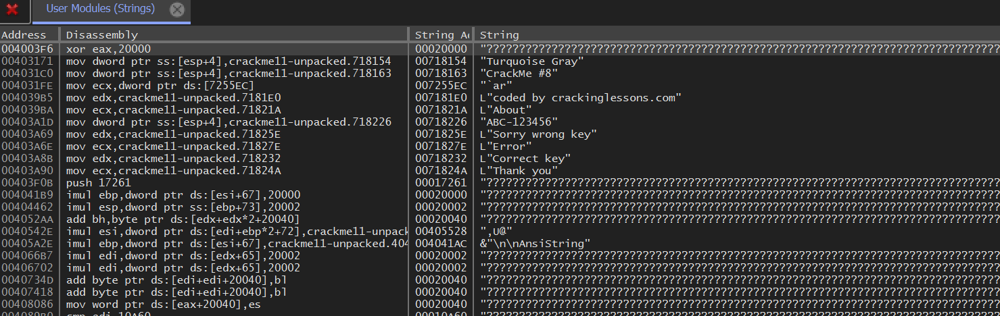 User Modules (Strings)
Address Disassembly String String
004003F6 xor eax,20000 00020000
00403171 mov dword ptr ss:[esp+4],crackme11-unpacked.718154 00718154 "Turquoise Gray"
004031C0 mov dword ptr ss:[esp+4],crackme11-unpacked.718163 00718163 "CrackMe #8"
004031FE mov ecx,dword ptr ds:[7255EC] 007255EC "`ar"
004039B5 mov edx,crackme11-unpacked.7181E0 007181E0 L"coded by crackinglessons.com"
004039BA mov ecx,crackme11-unpacked.71821A 0071821A L"About"
00403A1D mov dword ptr ss:[esp+4],crackme11-unpacked.718226 00718226 "ABC-123456"
00403A69 mov edx,crackme11-unpacked.71825E 0071825E L"Sorry wrong key"
00403A6E mov ecx,crackme11-unpacked.71827E 0071827E L"Error"
00403A8B mov edx,crackme11-unpacked.718232 00718232 L"Correct key"
00403A90 mov ecx,crackme11-unpacked.71824A 0071824A L"Thank you"
00403F0B push 17261 00017261
004041B9 imul ebp,dword ptr ds:[esi+67],20000 00020000
00404462 imul esp,dword ptr ss:[ebp+73],20002 00020002
004052AA add bh,byte ptr ds:[edx+edx*2+20040] 00020040
0040542E imul esi,dword ptr ds:[edi+ebp*2+72],crackme11-unpack 00405528 ",U@"
00405A2E imul ebp,dword ptr ds:[esi+67],crackme11-unpacked.404 004041AC &"\n\nAnsiString"
004066B7 imul edi,dword ptr ds:[edx+65],20002 00020002
00406702 imul edi,dword ptr ds:[edx+65],20002 00020002
0040734D add byte ptr ds:[edi+edi+20040],bl 00020040
00407418 add byte ptr ds:[edi+edi+20040],bl 00020040
00408086 mov word ptr ds:[eax+20040],es 00020040